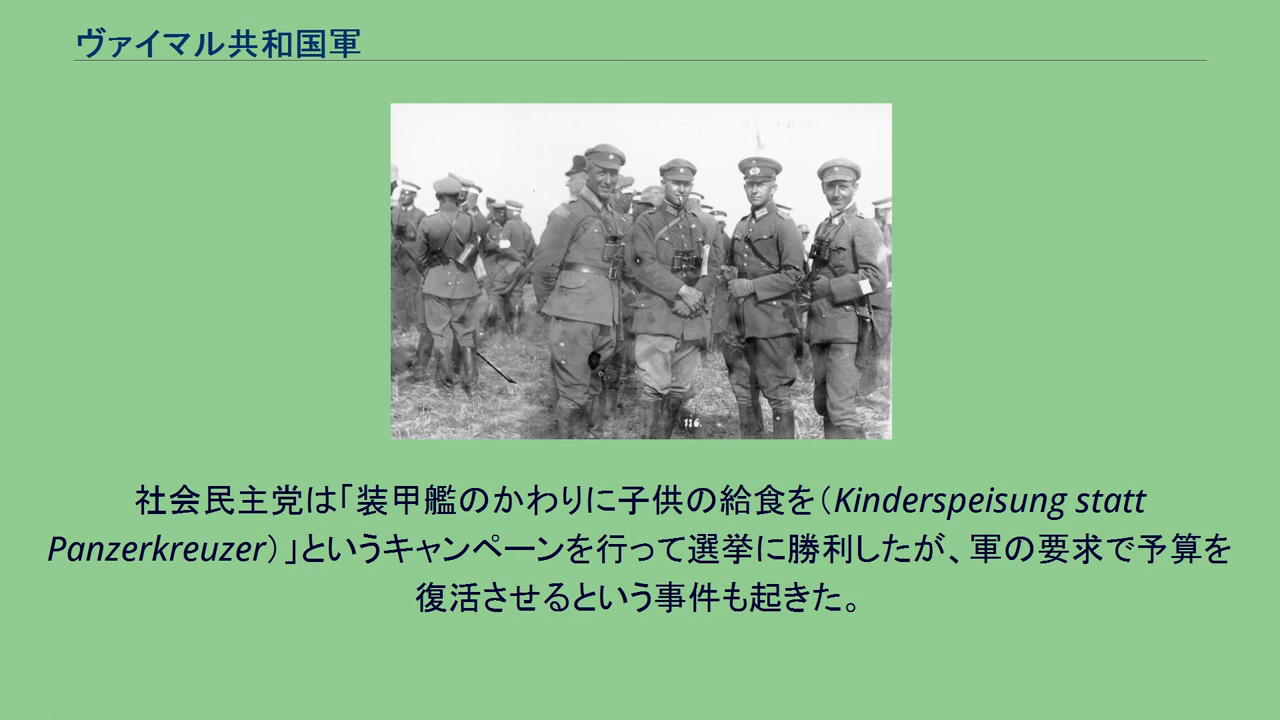 ヴァイマル共和国軍
116.
社会民主党は「装甲艦のかわりに子供の給食を（Kinderspeisung statt
Panzerkreuzer）」というキャンペーンを行って選挙に勝利したが、軍の要求で予算を
復活させるという事件も起きた。